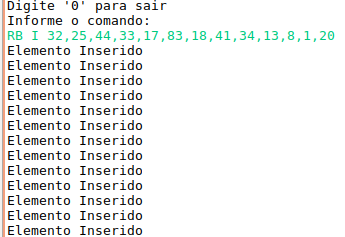 Digite '0' para sair
Informe o comando:
RB I 32,25,44,33,17,83,18,41,34,13,8,1,20
Elemento Inserido
Elemento Inserido
Elemento Inserido
Elemento Inserido
Elemento Inserido
Elemento Inserido
Elemento Inserido
Elemento Inserido
Elemento Inserido
Elemento Inserido
Elemento Inserido
Elemento Inserido
Elemento Inserido